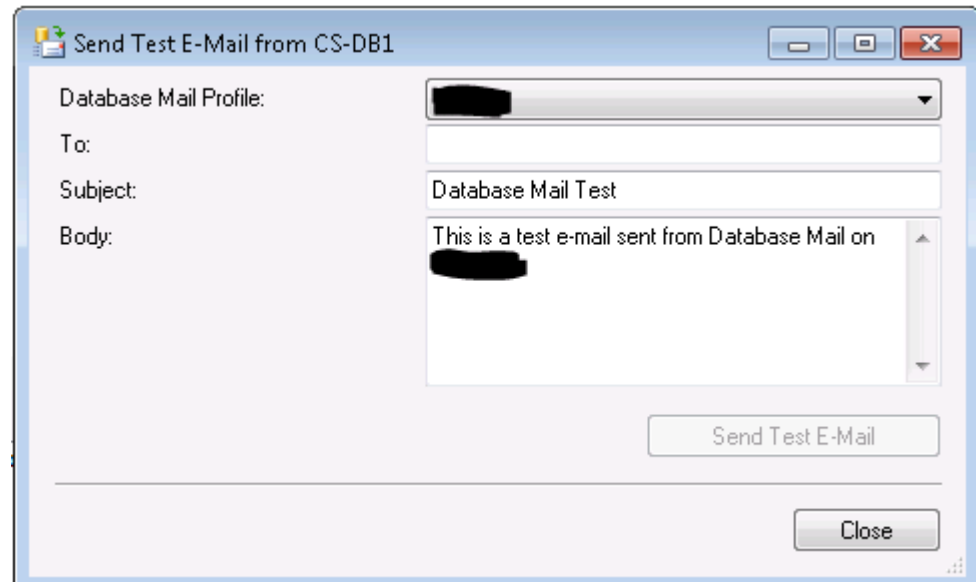 Send Test E-Mail from CS-DB1
Database Mail Profile:
To:
Subject: Database Mail Test
Body: This is a test e-mail sent from Database Mail on
Send Test E-Mail
Close